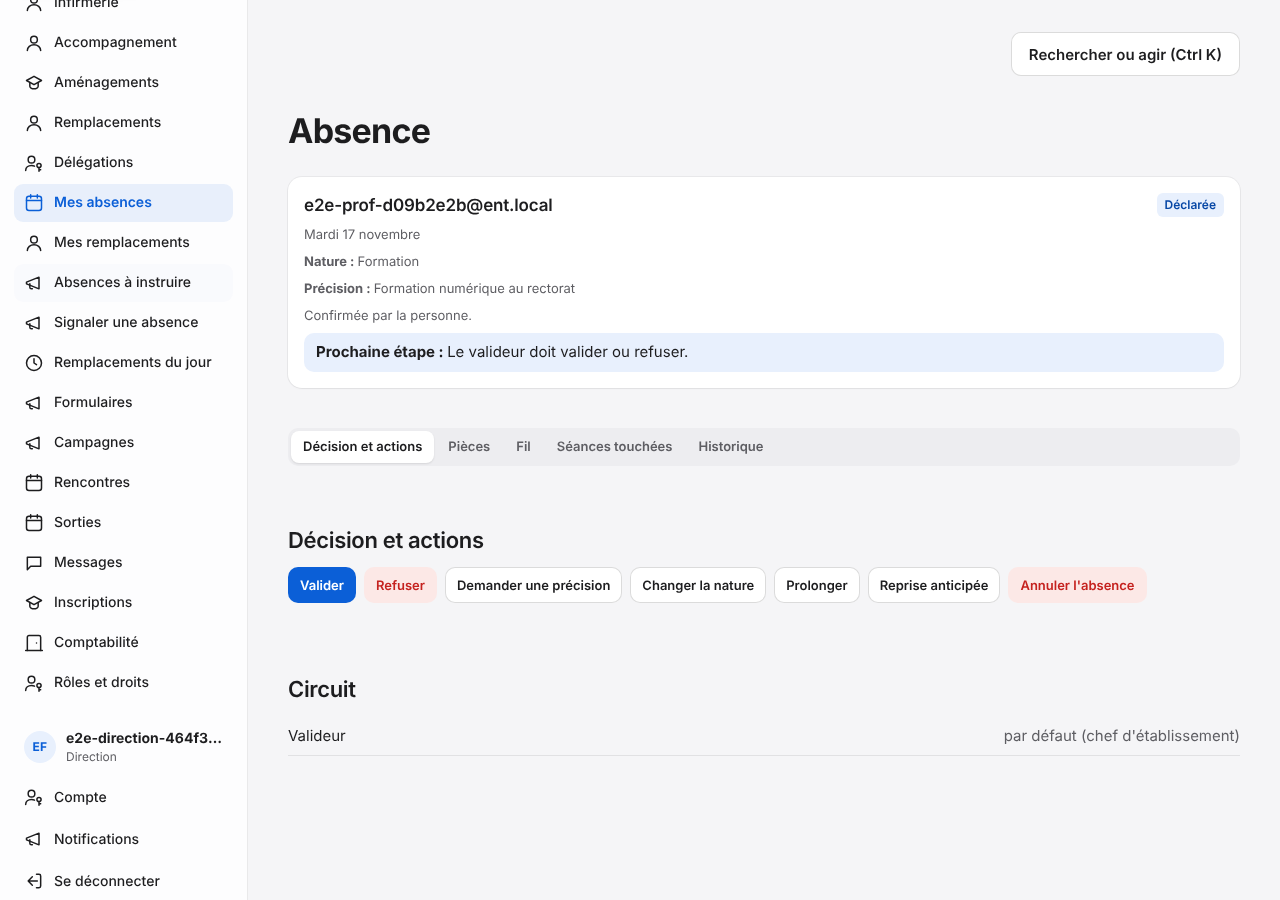 Infirmerie
Accompagnement
Aménagements
Remplacements
Délégations
Mes absences
Mes remplacements
Absences à instruire
Signaler une absence
Remplacements du jour
Formulaires
Campagnes
Rencontres
Sorties
Messages
Inscriptions
Comptabilité
Rôles et droits
EF
e2e-direction-464f3...
Direction
Compte
Notifications
Se déconnecter
Rechercher ou agir (Ctrl K)
Absence
e2e-prof-d09b2e2b@ent.local
Déclarée
Mardi 17 novembre
Nature : Formation
Précision : Formation numérique au rectorat
Confirmée par la personne.
Prochaine étape : Le valideur doit valider ou refuser.
Décision et actions Pièces Fil Séances touchées Historique
Décision et actions
Valider Refuser Demander une précision Changer la nature Prolonger Reprise anticipée Annuler l'absence
Circuit
Valideur par défaut (chef d'établissement)